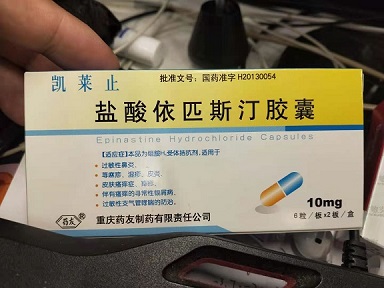 凯莱止
批准文号：国药准字H20130054
盐酸依匹斯汀胶囊
Epinastine Hydrochloride Capsules
【适应症】本品为组胺H₁受体拮抗剂，适用于
过敏性鼻炎，
荨麻疹、湿疹、皮炎、
皮肤瘙痒症、痒疹、
伴有瘙痒的寻常性银屑病，
过敏性支气管哮喘的防治。
10mg
6粒/板×2板/盒
药友
重庆药友制药有限责任公司